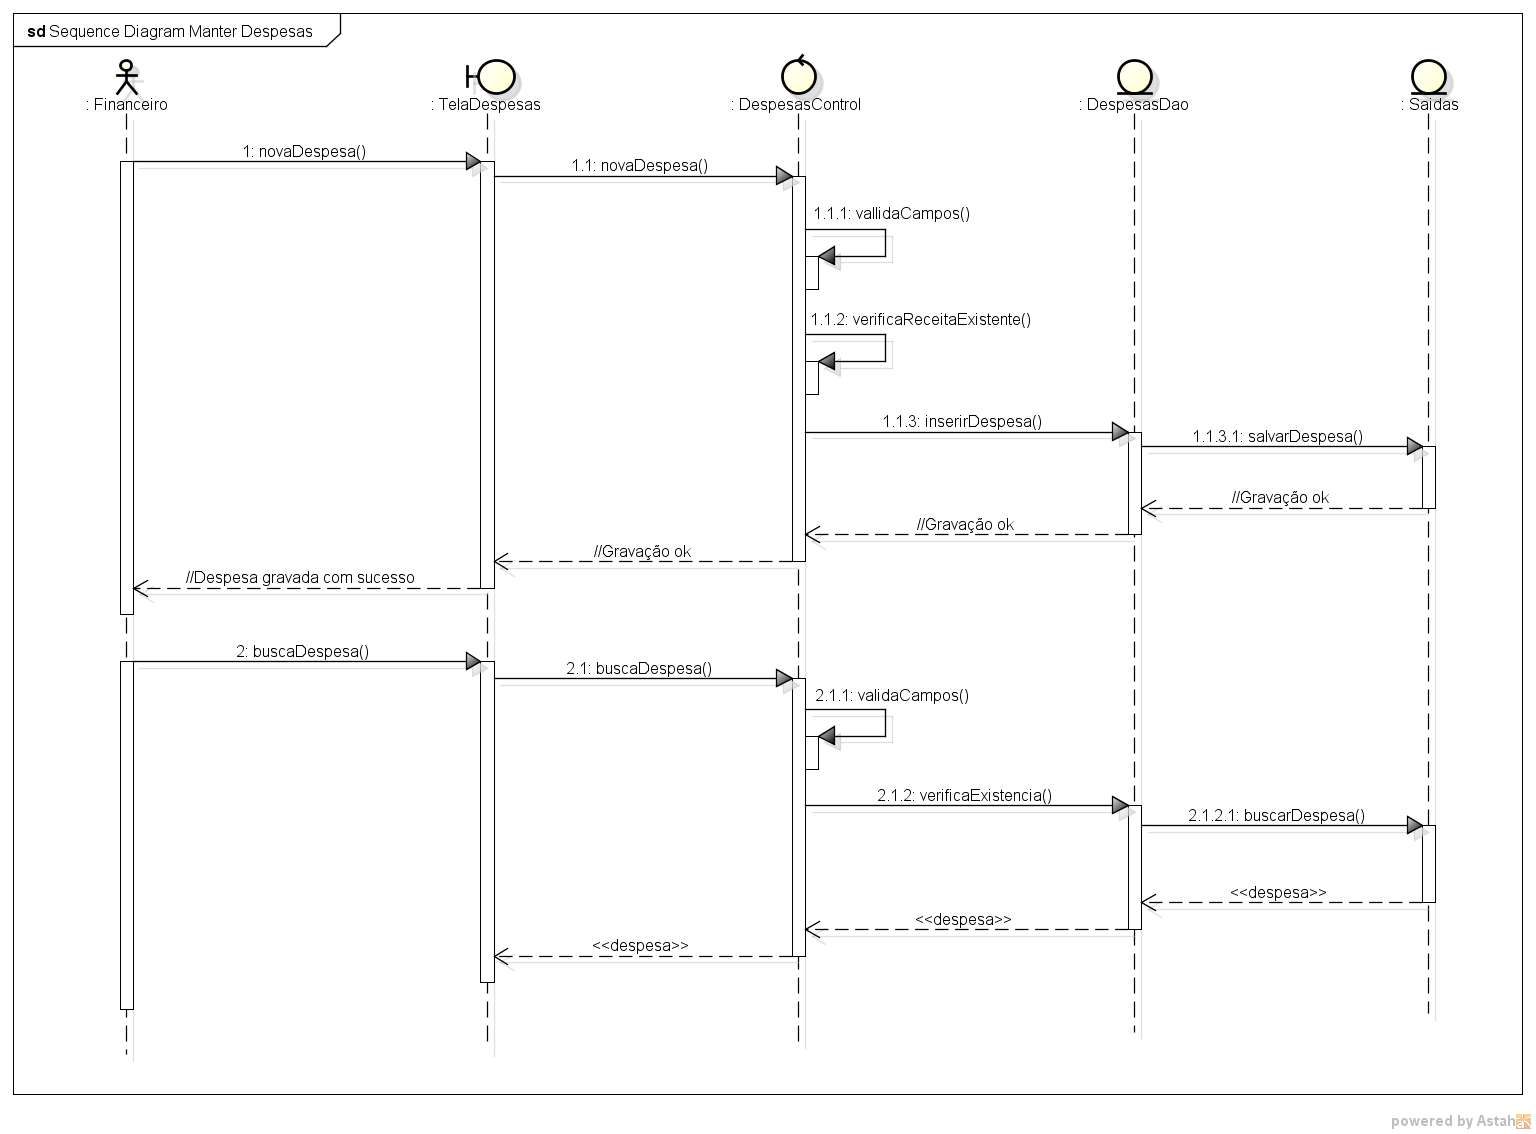 sd Sequence Diagram Manter Despesas
: Financeiro
: TelaDespesas
: DespesasControl
: DespesasDao
: Saidas
1: novaDespesa()
1.1: novaDespesa()
1.1.1: vallidaCampos()
1.1.2: verificaReceitaExistente()
1.1.3: inserirDespesa()
1.1.3.1: salvarDespesa()
//Gravação ok
//Gravação ok
//Gravação ok
//Despesa gravada com sucesso
2: buscaDespesa()
2.1: buscaDespesa()
2.1.1: validaCampos()
2.1.2: verificaExistencia()
2.1.2.1: buscarDespesa()
<<despesa>>
<<despesa>>
<<despesa>>
powered by Astah